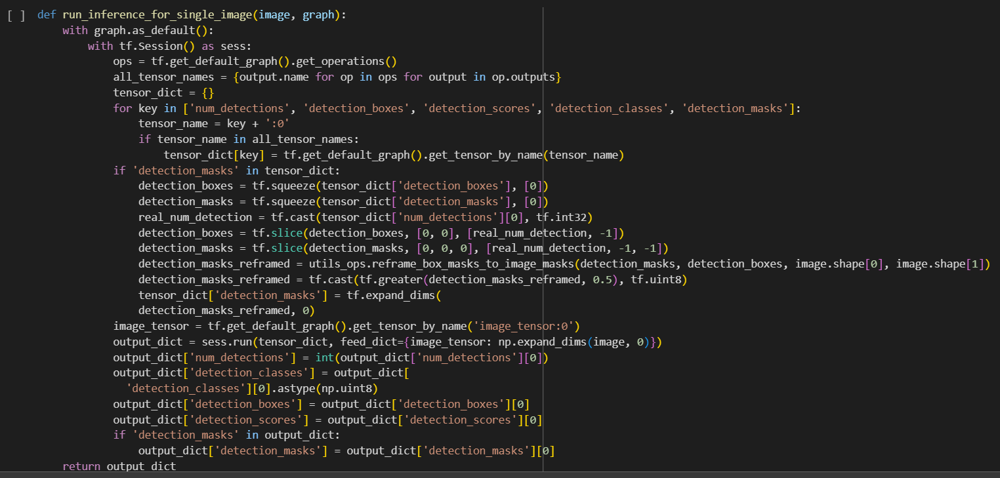 [ ] def run_inference_for_single_image(image, graph):
with graph.as_default():
with tf.Session() as sess:
ops = tf.get_default_graph().get_operations()
all_tensor_names = {output.name for op in ops for output in op.outputs}
tensor_dict = {}
for key in ['num_detections', 'detection_boxes', 'detection_scores', 'detection_classes', 'detection_masks']:
tensor_name = key + ':0'
if tensor_name in all_tensor_names:
tensor_dict[key] = tf.get_default_graph().get_tensor_by_name(tensor_name)
if 'detection_masks' in tensor_dict:
detection_boxes = tf.squeeze(tensor_dict['detection_boxes'], [0])
detection_masks = tf.squeeze(tensor_dict['detection_masks'], [0])
real_num_detection = tf.cast(tensor_dict['num_detections'][0], tf.int32)
detection_boxes = tf.slice(detection_boxes, [0, 0], [real_num_detection, -1])
detection_masks = tf.slice(detection_masks, [0, 0, 0], [real_num_detection, -1, -1])
detection_masks_reframed = utils_ops.reframe_box_masks_to_image_masks(detection_masks, detection_boxes, image.shape[0], image.shape[1])
detection_masks_reframed = tf.cast(tf.greater(detection_masks_reframed, 0.5), tf.uint8)
tensor_dict['detection_masks'] = tf.expand_dims(
detection_masks_reframed, 0)
image_tensor = tf.get_default_graph().get_tensor_by_name('image_tensor:0')
output_dict = sess.run(tensor_dict, feed_dict={image_tensor: np.expand_dims(image, 0)})
output_dict['num_detections'] = int(output_dict['num_detections'][0])
output_dict['detection_classes'] = output_dict[
'detection_classes'][0].astype(np.uint8)
output_dict['detection_boxes'] = output_dict['detection_boxes'][0]
output_dict['detection_scores'] = output_dict['detection_scores'][0]
if 'detection_masks' in output_dict:
output_dict['detection_masks'] = output_dict['detection_masks'][0]
return output_dict